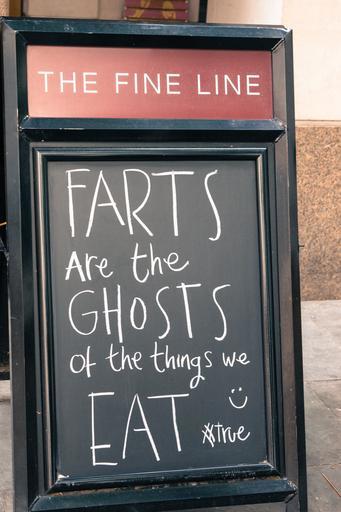 THE FINE LINE
FARTS
Are the
GHOSTS
of the things we
EAT
#true